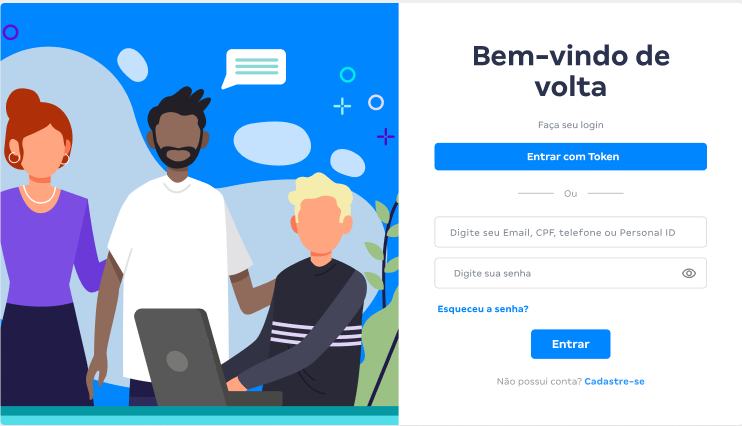 Bem-vindo de
volta
Faça seu login
Entrar com Token
Ou
Digite seu Email, CPF, telefone ou Personal ID
Digite sua senha
Esqueceu a senha?
Entrar
Não possui conta? Cadastre-se